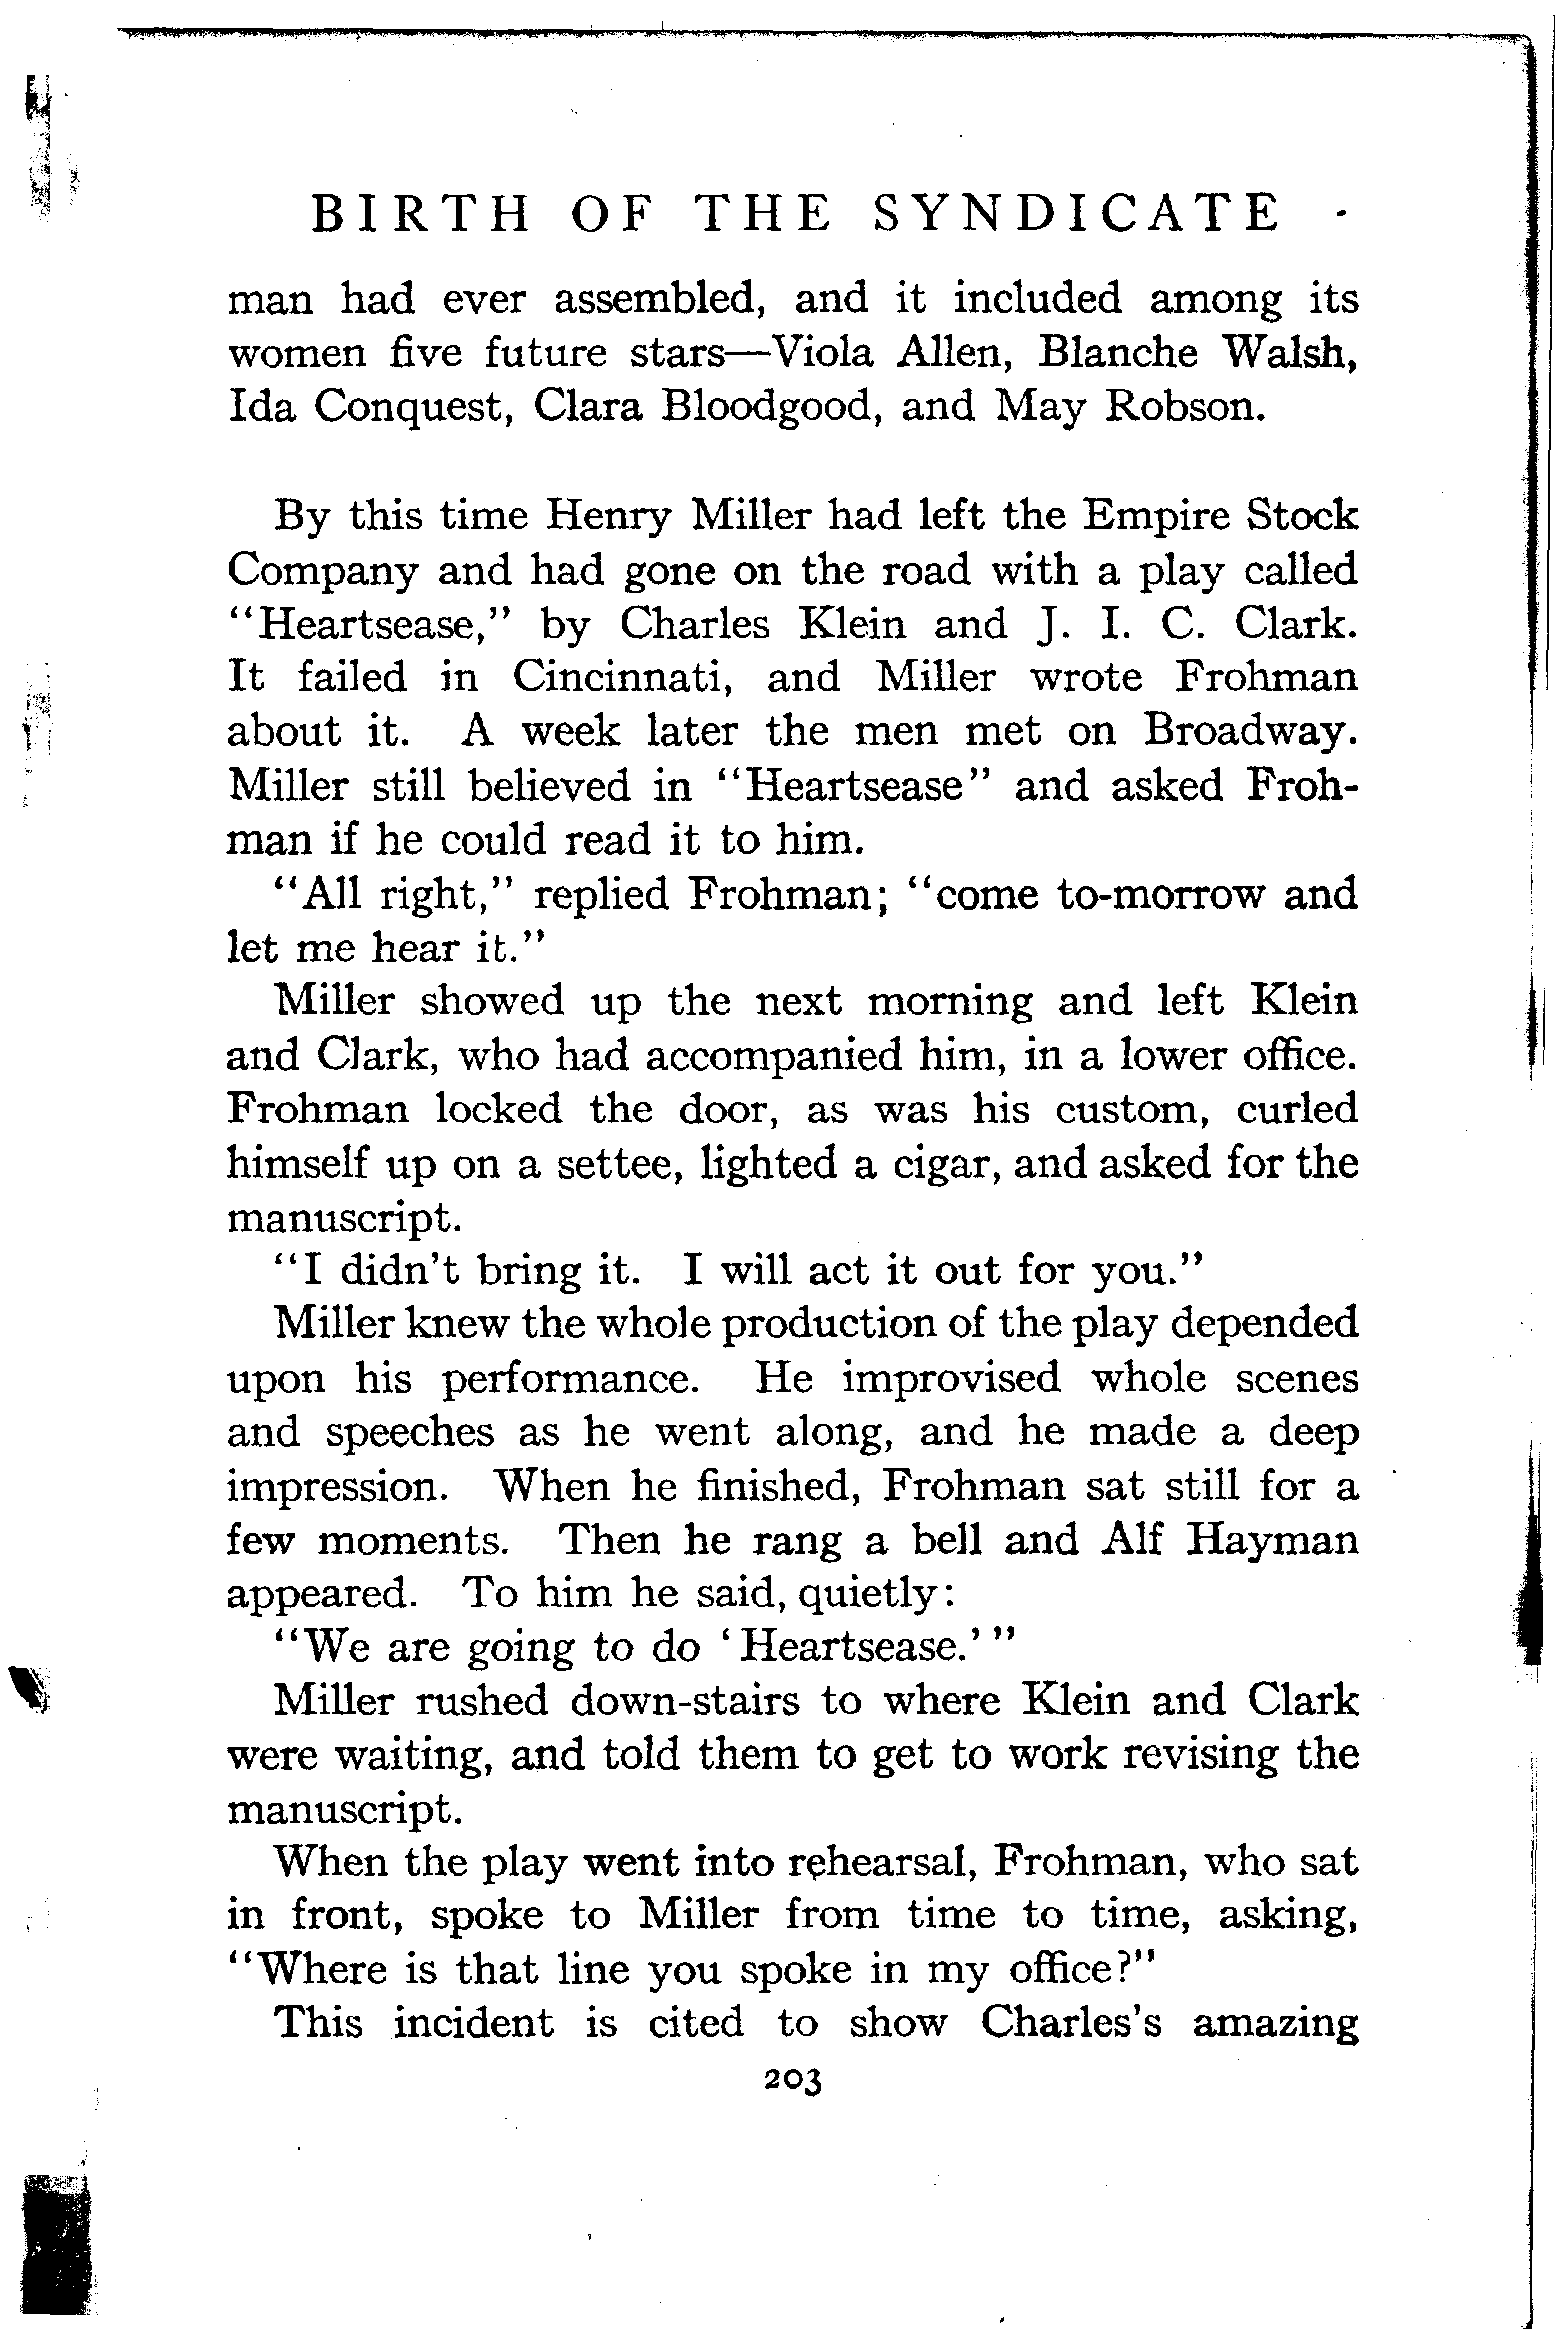 BIRTH OF THE SYNDICATE
man had ever assembled, and it included among its
women five future stars—Viola Allen, Blanche Walsh,
Ida Conquest, Clara Bloodgood, and May Robson.
By this time Henry Miller had left the Empire Stock
Company and had gone on the road with a play called
"Heartsease," by Charles Klein and J. I. C. Clark.
It failed in Cincinnati, and Miller wrote Frohman
about it. A week later the men met on Broadway.
Miller still believed in "Heartsease" and asked Froh-
man if he could read it to him.
"All right," replied Frohman; "come to-morrow and
let me hear it."
Miller showed up the next morning and left Klein
and Clark, who had accompanied him, in a lower office.
Frohman locked the door, as was his custom, curled
himself up on a settee, lighted a cigar, and asked for the
manuscript.
"I didn't bring it. I will act it out for you."
Miller knew the whole production of the play depended
upon his performance. He improvised whole scenes
and speeches as he went along, and he made a deep
impression. When he finished, Frohman sat still for a
few moments. Then he rang a bell and Alf Hayman
appeared. To him he said, quietly:
"We are going to do 'Heartsease.'"
Miller rushed down-stairs to where Klein and Clark
were waiting, and told them to get to work revising the
manuscript.
When the play went into rehearsal, Frohman, who sat
in front, spoke to Miller from time to time, asking,
"Where is that line you spoke in my office?"
This incident is cited to show Charles's amazing
203